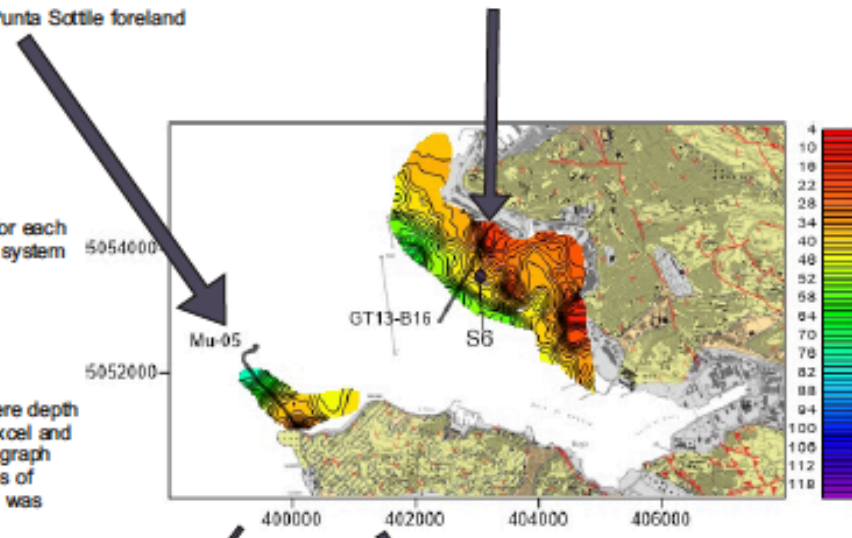 Punta Sottile foreland
or each
system
5054000
GT13-B16
S6
Mu-05
5052000
ere depth
xcel and
graph
s of
was
400000
402000
404000
406000
4
10
16
22
28
34
40
46
52
58
64
70
76
82
88
94
100
106
112
118